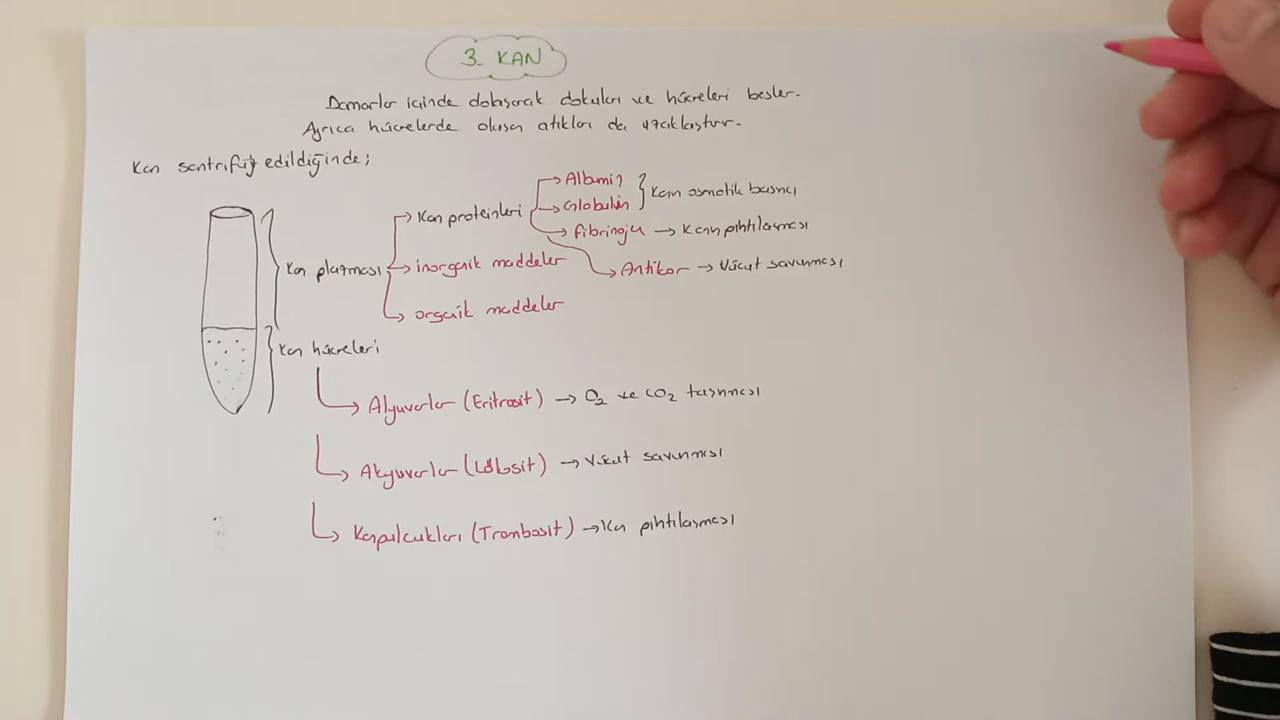 3. KAN
Damarlar içinde dolaşarak dokuları ve hücreleri besler.
Ayrıca hücrelerde oluşan atıkları da uzaklaştırır.
Kan santrifüj edildiğinde;
Kan plazması
→ Kan proteinleri
→ Albumin
→ Globulin
} Kan osmotik basıncı
→ fibrinojen → Kan pıhtılaşması
→ Antikor → Vücut savunması
→ inorganik maddeler
→ organik maddeler
Kan hücreleri
→ Alyuvarlar (Eritrosit) → O₂ ve CO₂ taşınması
→ Akyuvarlar (Lökosit) → Vücut savunması
→ Kan pulcukları (Trombosit) → Kan pıhtılaşması